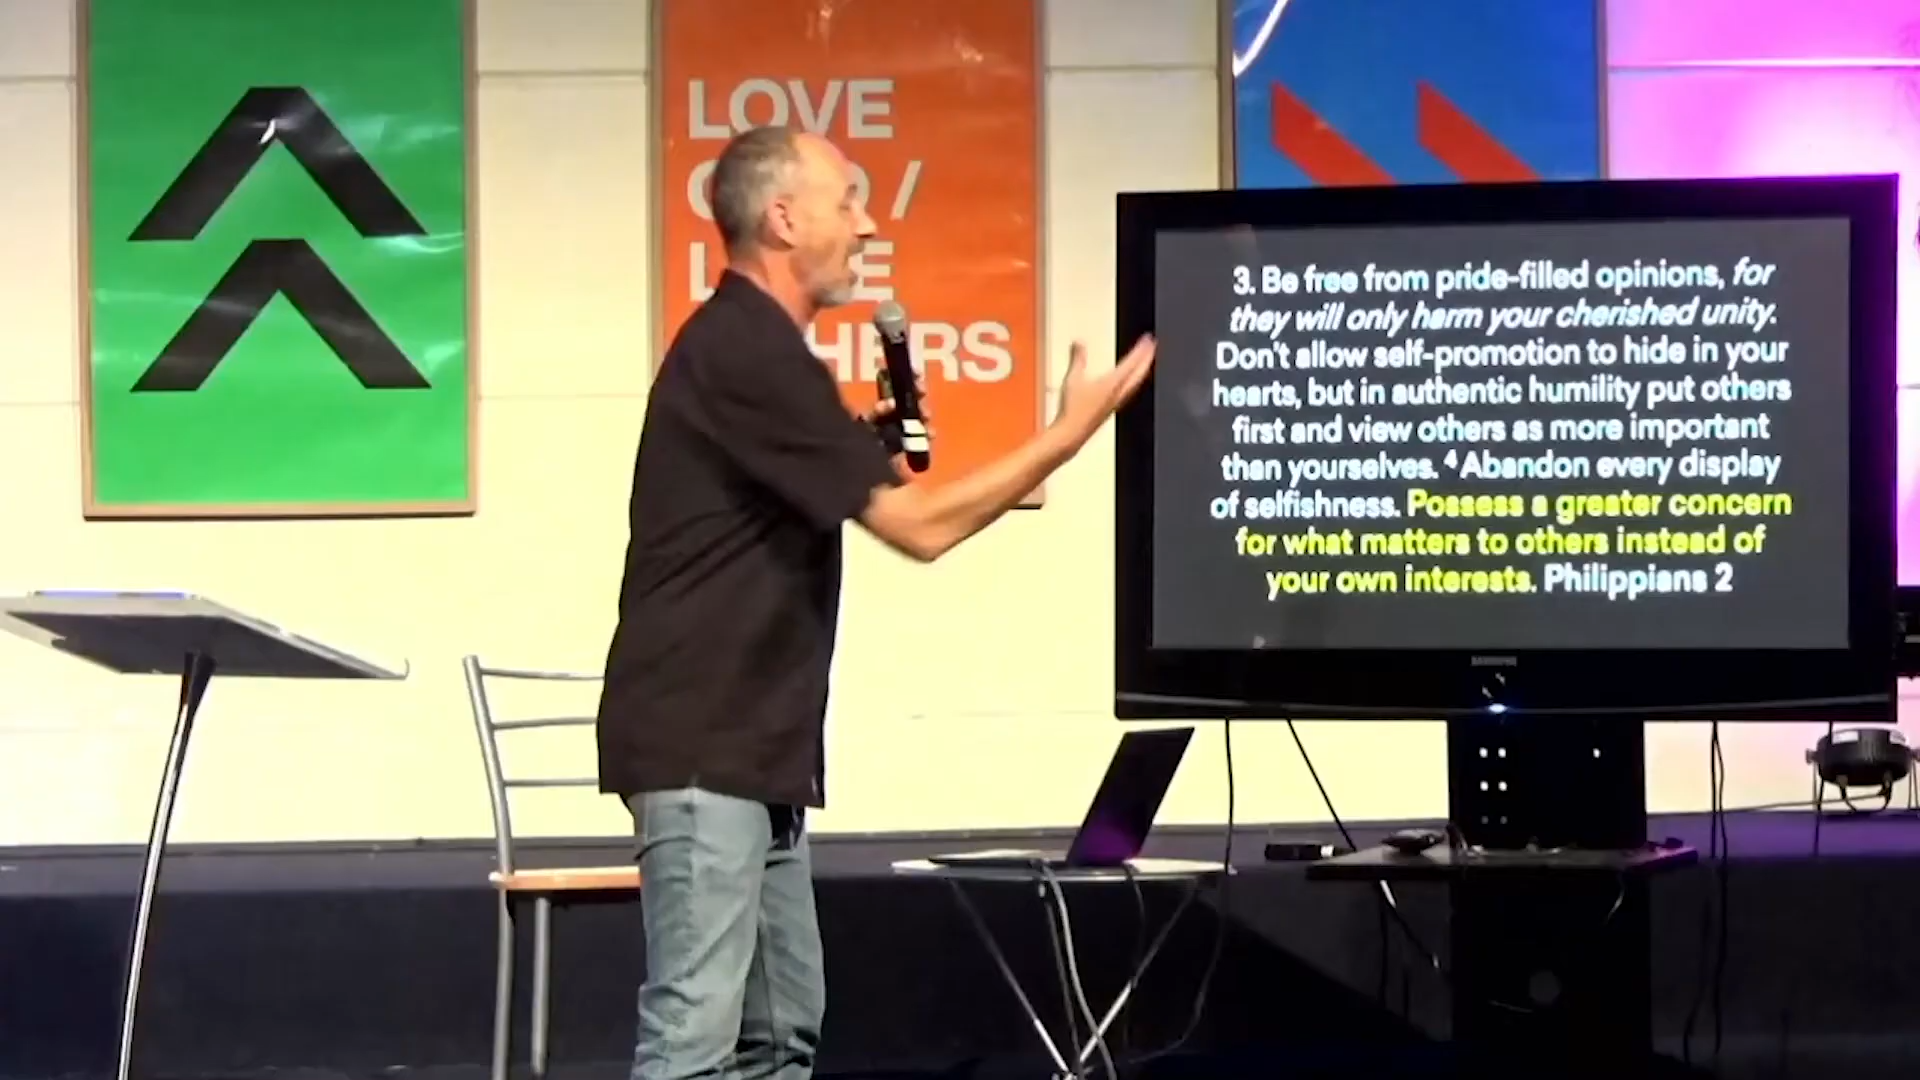 LOVE
/
HERS
3. Be free from pride-filled opinions, for
they will only harm your cherished unity.
Don't allow self-promotion to hide in your
hearts, but in authentic humility put others
first and view others as more important
than yourselves. ⁴ Abandon every display
of selfishness. Possess a greater concern
for what matters to others instead of
your own interests. Philippians 2
SAMSUNG